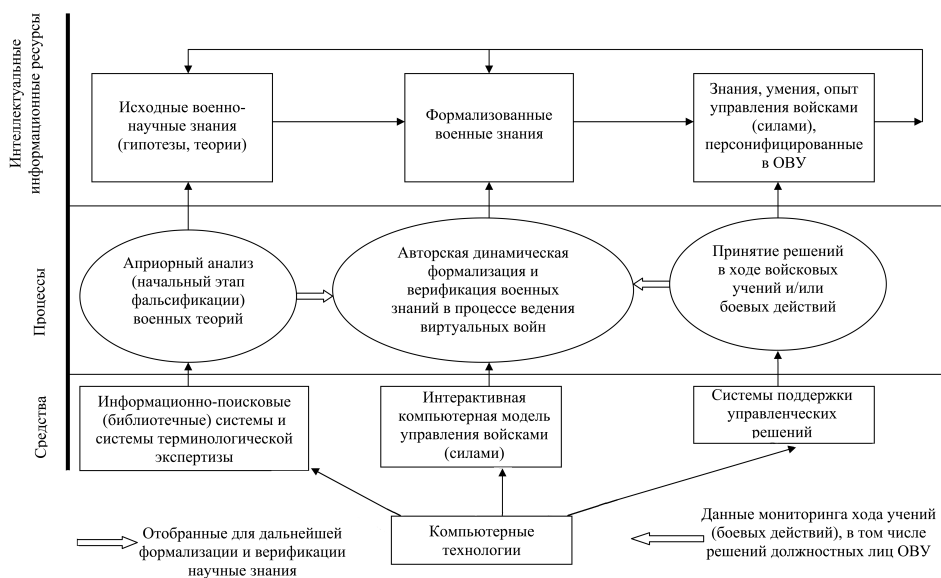 Интеллектуальные
информационные ресурсы
Исходные военно-
научные знания
(гипотезы, теории)
Формализованные
военные знания
Знания, умения, опыт
управления войсками
(силами),
персонифицированные
в ОВУ
Процессы
Априорный анализ
(начальный этап
фальсификации)
военных теорий
Авторская динамическая
формализация и
верификация военных
знаний в процессе ведения
виртуальных войн
Принятие решений
в ходе войсковых
учений и/или
боевых действий
Средства
Информационно-поисковые
(библиотечные) системы и
системы терминологической
экспертизы
Интерактивная
компьютерная модель
управления войсками
(силами)
Системы поддержки
управленческих
решений
Компьютерные
технологии
Отобранные для дальнейшей
формализации и верификации
научные знания
Данные мониторинга хода учений
(боевых действий), в том числе
решений должностных лиц ОВУ